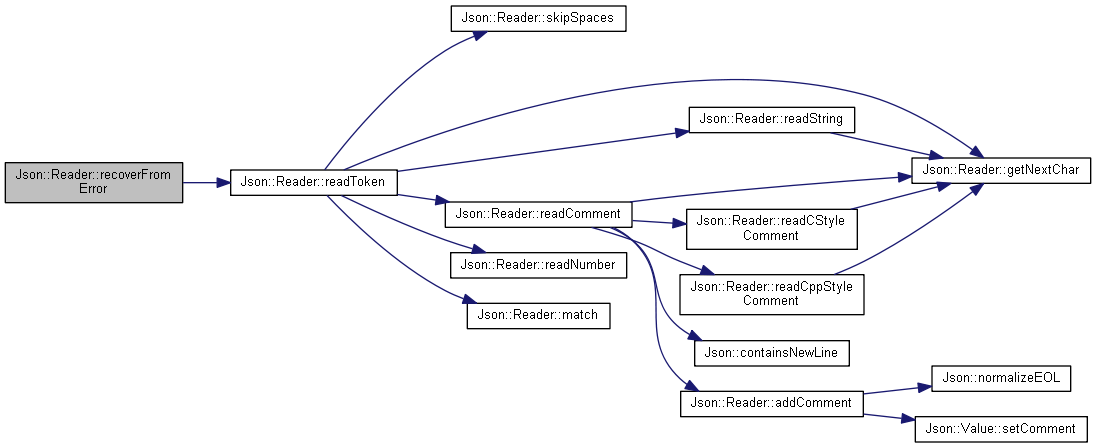 Json::Reader::skipSpaces
Json::Reader::readString
Json::Reader::getNextChar
Json::Reader::recoverFrom
Error
Json::Reader::readToken
Json::Reader::readComment
Json::Reader::readCStyle
Comment
Json::Reader::readNumber
Json::Reader::readCppStyle
Comment
Json::Reader::match
Json::containsNewLine
Json::Reader::addComment
Json::normalizeEOL
Json::Value::setComment